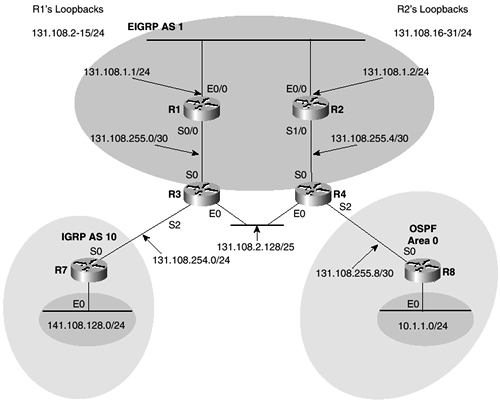 R1's Loopbacks
R2's Loopbacks
131.108.2-15/24
EIGRP AS 1
131.108.16-31/24
131.108.1.1/24
131.108.1.2/24
E0/0
E0/0
R1
R2
S0/0
S1/0
131.108.255.0/30
131.108.255.4/30
S0
S0
R3
R4
E0
E0
S2
S2
IGRP AS 10
OSPF
Area 0
131.108.2.128/25
S0
131.108.254.0/24
S0
R7
131.108.255.8/30
R8
E0
E0
141.108.128.0/24
10.1.1.0/24